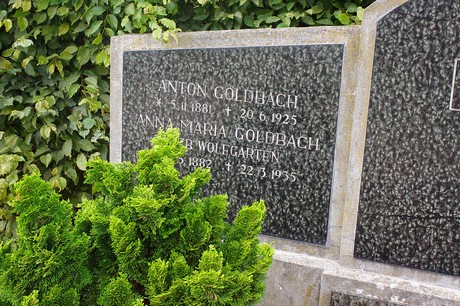 ANTON GOLDBACH
* 5.11.1881 + 20.6.1925
ANNA MARIA GOLDBACH
WOLFGARTEN
1882 + 22.3.1935